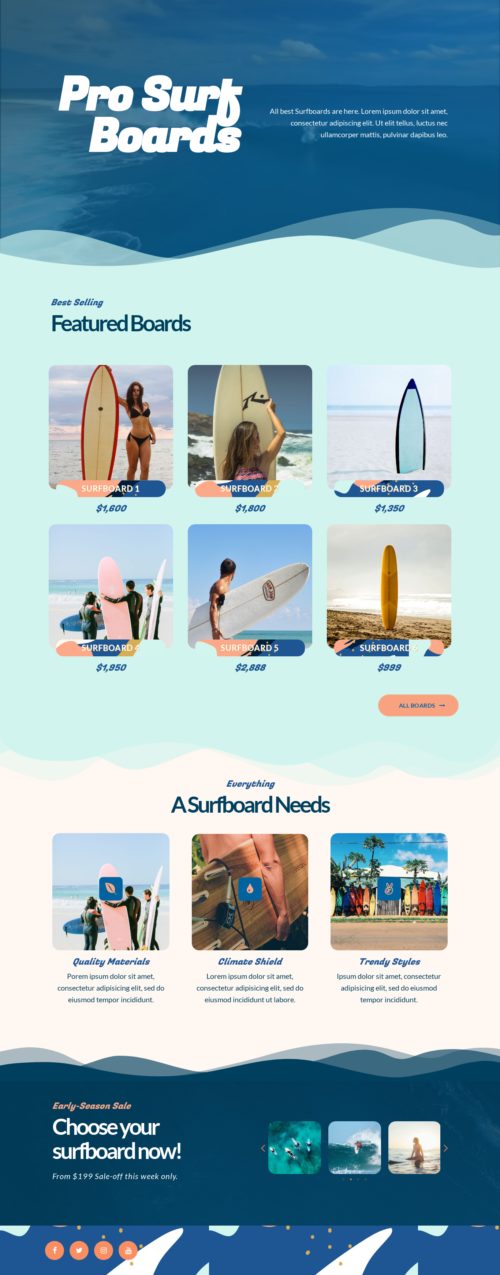 Pro Surf
Boards
All best Surfboards are here. Lorem ipsum dolor sit amet,
consectetur adipiscing elit. Ut elit tellus, luctus nec
ullamcorper mattis, pulvinar dapibus leo.
Best Selling
Featured Boards
SURFBOARD 1
SURFBOARD 2
SURFBOARD 3
$1,600
$1,800
$1,350
SURFBOARD 4
SURFBOARD 5
SURFBOARD 6
$1,950
$2,888
$999
ALL BOARDS →
Everything
A Surfboard Needs
Quality Materials
Climate Shield
Trendy Styles
Porem ipsum dolor sit amet,
consectetur adipisicing elit, sed do
eiusmod tempor incididunt.
Lorem ipsum dolor sit amet,
consectetur adipisicing elit, sed do
eiusmod incididunt ut labore.
Ipsum dolor sit amet, consectetur
adipisicing elit, sed do eiusmod
tempor incididunt.
Early-Season Sale
Choose your
surfboard now!
From $199 Sale-off this week only.